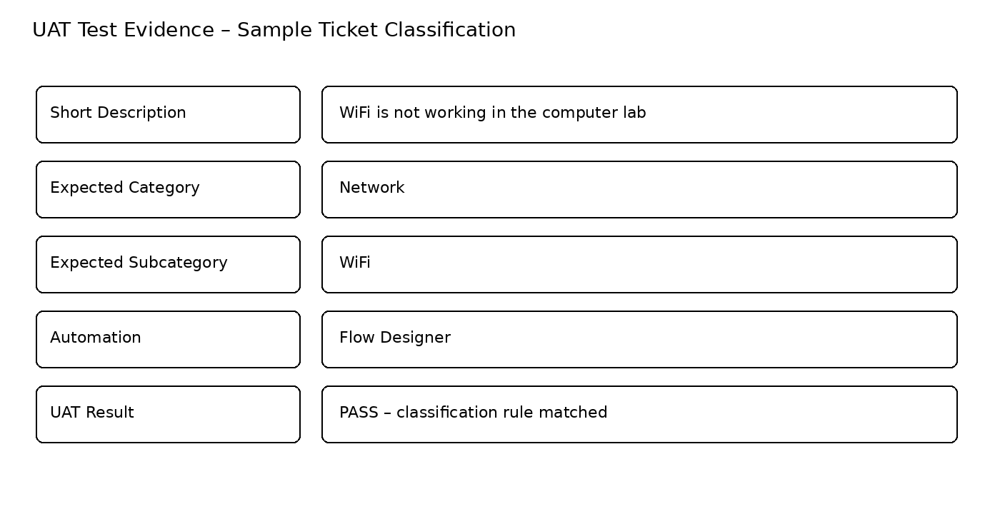 UAT Test Evidence – Sample Ticket Classification
Short Description
WiFi is not working in the computer lab
Expected Category
Network
Expected Subcategory
WiFi
Automation
Flow Designer
UAT Result
PASS – classification rule matched